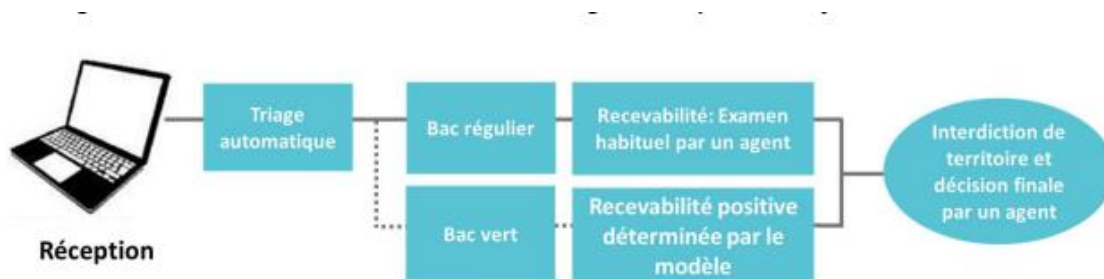 Réception
Triage
automatique
Bac régulier
Recevabilité: Examen
habituel par un agent
Bac vert
Recevabilité positive
déterminée par le
modèle
Interdiction de
territoire et
décision finale
par un agent